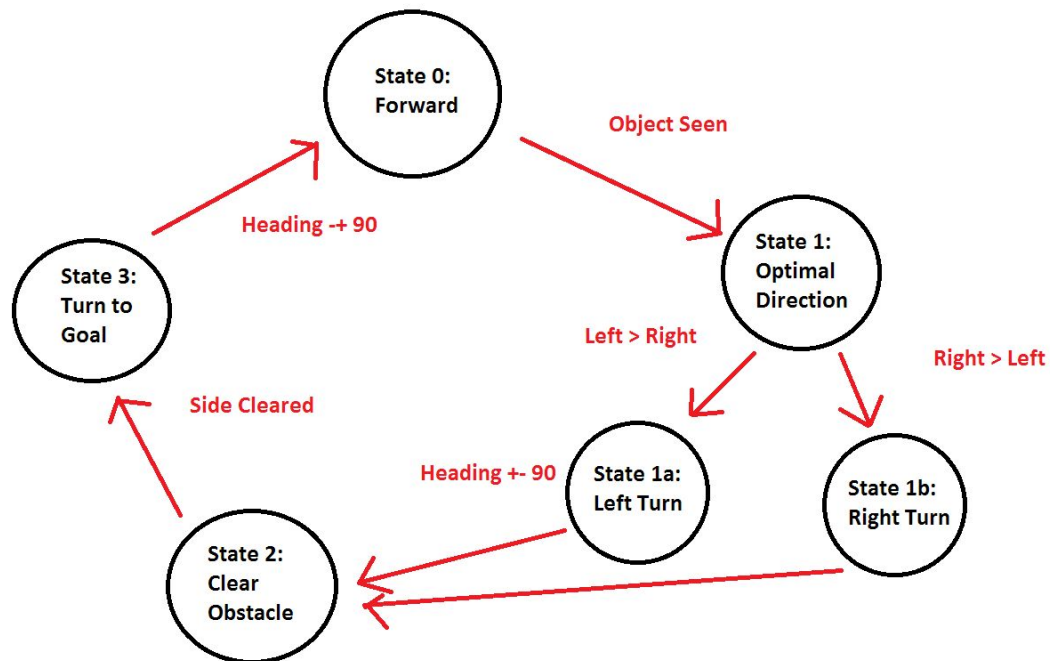 State 0:
Forward
Object Seen
Heading -+ 90
State 1:
Optimal
Direction
State 3:
Turn to
Goal
Left > Right
Right > Left
Side Cleared
Heading +- 90
State 1a:
Left Turn
State 1b:
Right Turn
State 2:
Clear
Obstacle